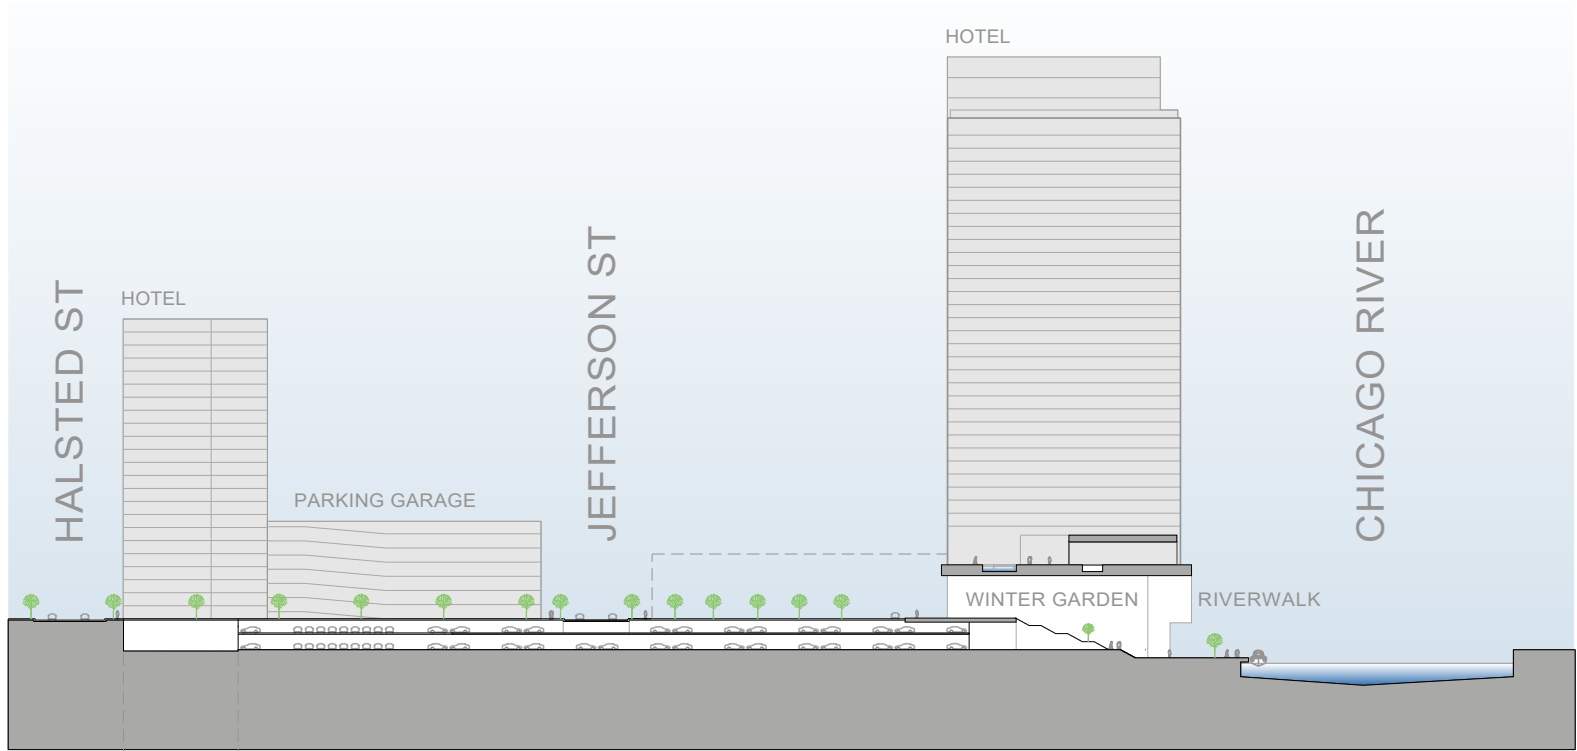 HOTEL
HALSTED ST
HOTEL
PARKING GARAGE
JEFFERSON ST
CHICAGO RIVER
WINTER GARDEN
RIVERWALK